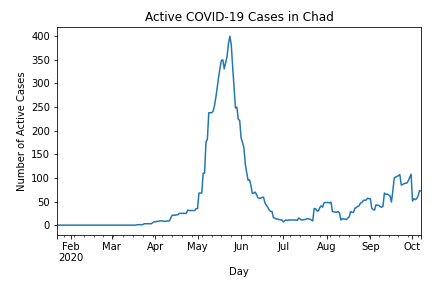 Active COVID-19 Cases in Chad
400
350
300
250
200
150
100
50
0
Number of Active Cases
Feb Mar Apr May Jun Jul Aug Sep Oct
2020
Day